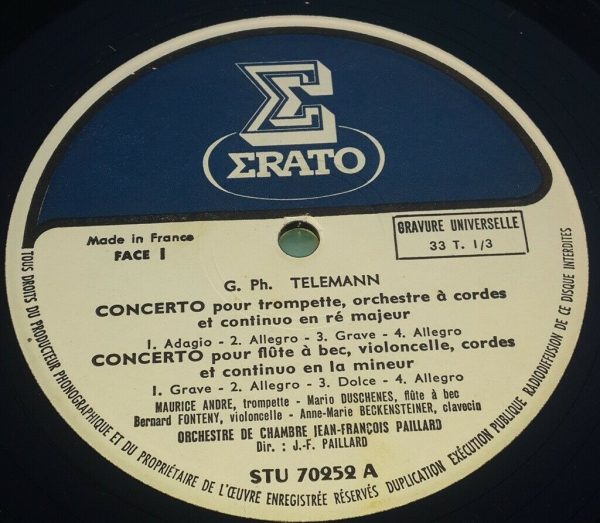 Σ
ΣRATO
Made in France
FACE I
GRAVURE UNIVERSELLE
33 T. 1/3
G. Ph. TELEMANN
CONCERTO pour trompette, orchestre à cordes
et continuo en ré majeur
1. Adagio - 2. Allegro - 3. Grave - 4. Allegro
CONCERTO pour flûte à bec, violoncelle, cordes
et continuo en la mineur
1. Grave - 2. Allegro - 3. Dolce - 4. Allegro
MAURICE ANDRE, trompette - Mario DUSCHENES, flûte à bec
Bernard FONTENY, violoncelle - Anne-Marie BECKENSTEINER, clavecin
ORCHESTRE DE CHAMBRE JEAN-FRANÇOIS PAILLARD
Dir. : J.-F. PAILLARD
STU 70252 A
TOUS DROITS DU PRODUCTEUR PHONOGRAPHIQUE ET DU PROPRIÉTAIRE DE L'ŒUVRE ENREGISTRÉE RÉSERVÉS DUPLICATION EXÉCUTION PUBLIQUE RADIODIFFUSION DE CE DISQUE INTERDITES